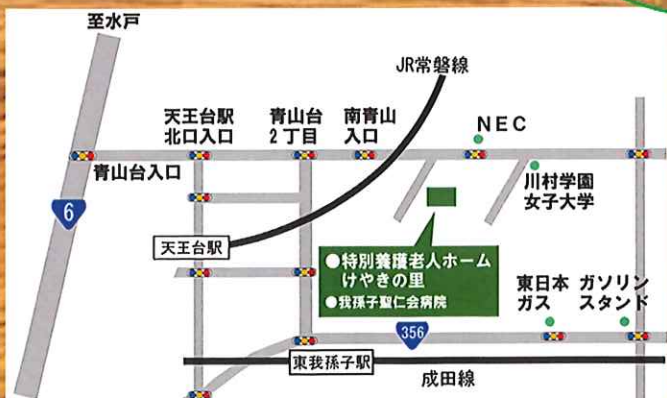 至水戸
JR常磐線
天王台駅
北口入口
青山台
2丁目
南青山
入口
NEC
青山台入口
川村学園
女子大学
6
天王台駅
●特別養護老人ホーム
けやきの里
●我孫子聖仁会病院
東日本
ガス
ガソリン
スタンド
356
東我孫子駅
成田線